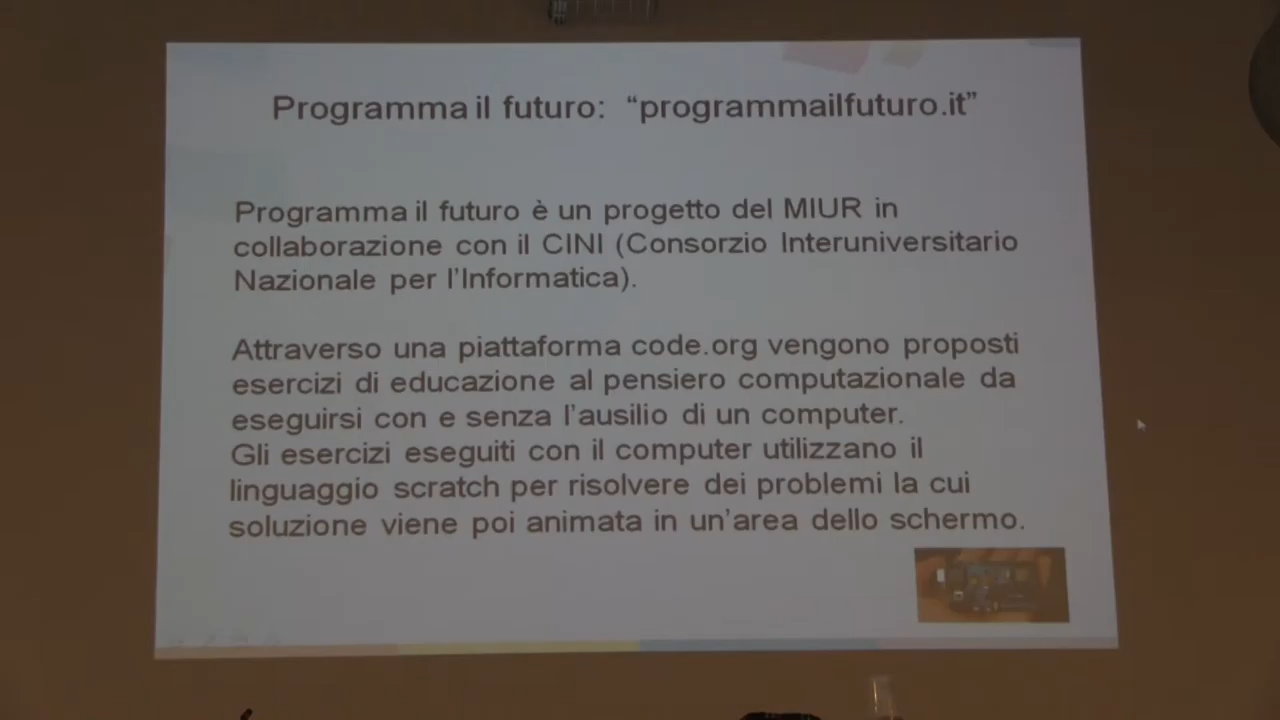 Programma il futuro: “programmailfuturo.it”
Programma il futuro è un progetto del MIUR in
collaborazione con il CINI (Consorzio Interuniversitario
Nazionale per l’Informatica).
Attraverso una piattaforma code.org vengono proposti
esercizi di educazione al pensiero computazionale da
eseguirsi con e senza l’ausilio di un computer.
Gli esercizi eseguiti con il computer utilizzano il
linguaggio scratch per risolvere dei problemi la cui
soluzione viene poi animata in un’area dello schermo.